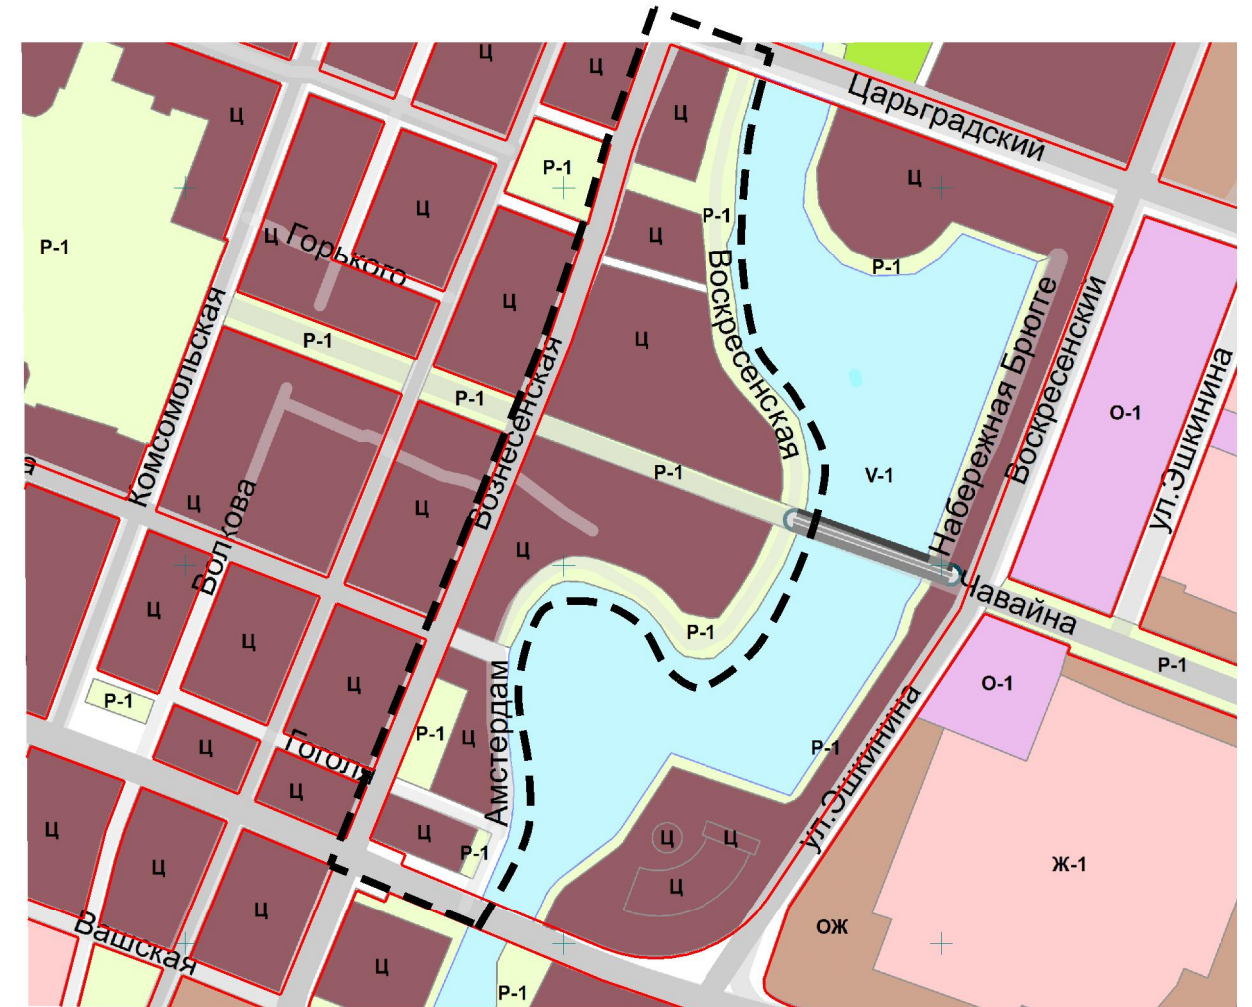 Ц
Ц
Ц
Ц
Царьградский
Р-1
Ц
Ц
Р-1
Ц
Р-1
Ц
Ц
Горького
Р-1
Ц
Р-1
Воскресенская
Набережная Брюгге
Воскресенский
Комсомольская
Р-1
Ц
Вознесенская
ул.Эшкинина
Р-1
О-1
Р-1
V-1
Ц
Волкова
Ц
Ц
Чавайна
Ц
Ц
Р-1
Р-1
Ц
О-1
Р-1
Амстердам
Р-1
Ц
Р-1
ул.Эшкинина
Ц
Гоголя
Ц
Ц
Ц
Р-1
Ц
Ц
Ц
Ц
Ж-1
Ц
Ц
ОЖ
Вашская
Ц
Р-1